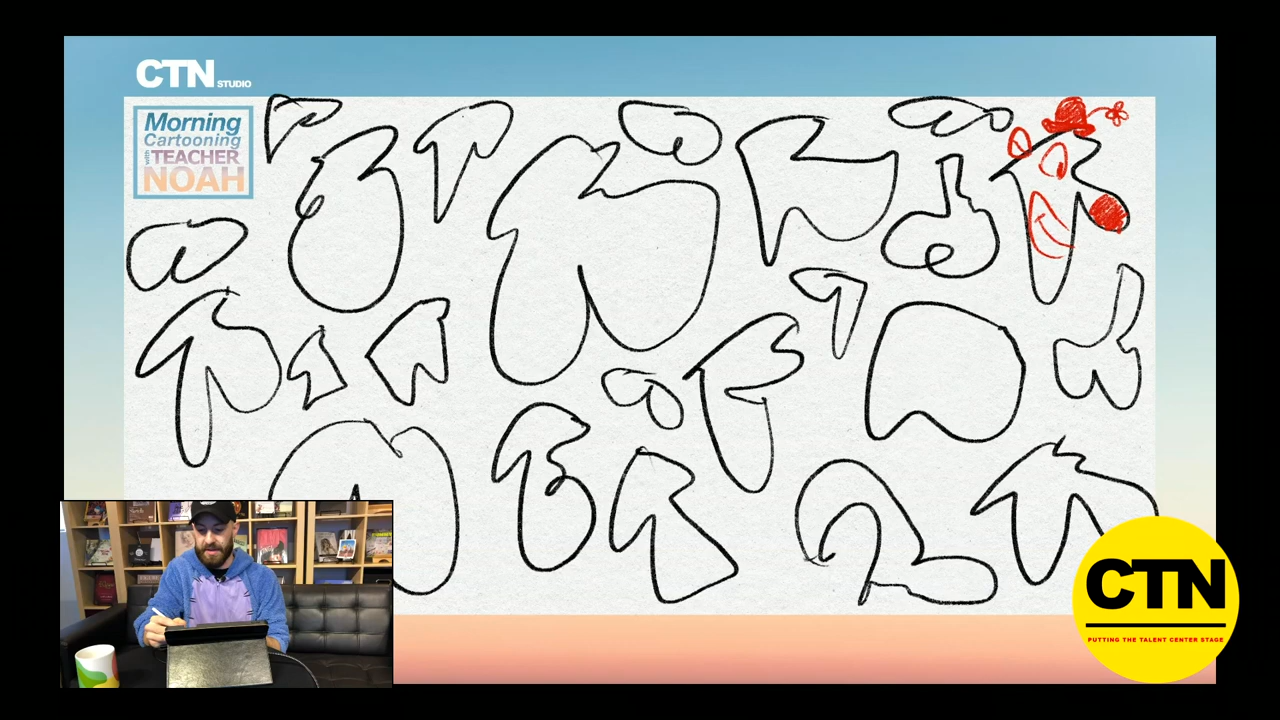 CTN STUDIO
Morning
Cartooning
with TEACHER
NOAH
CTN
PUTTING THE TALENT CENTER STAGE